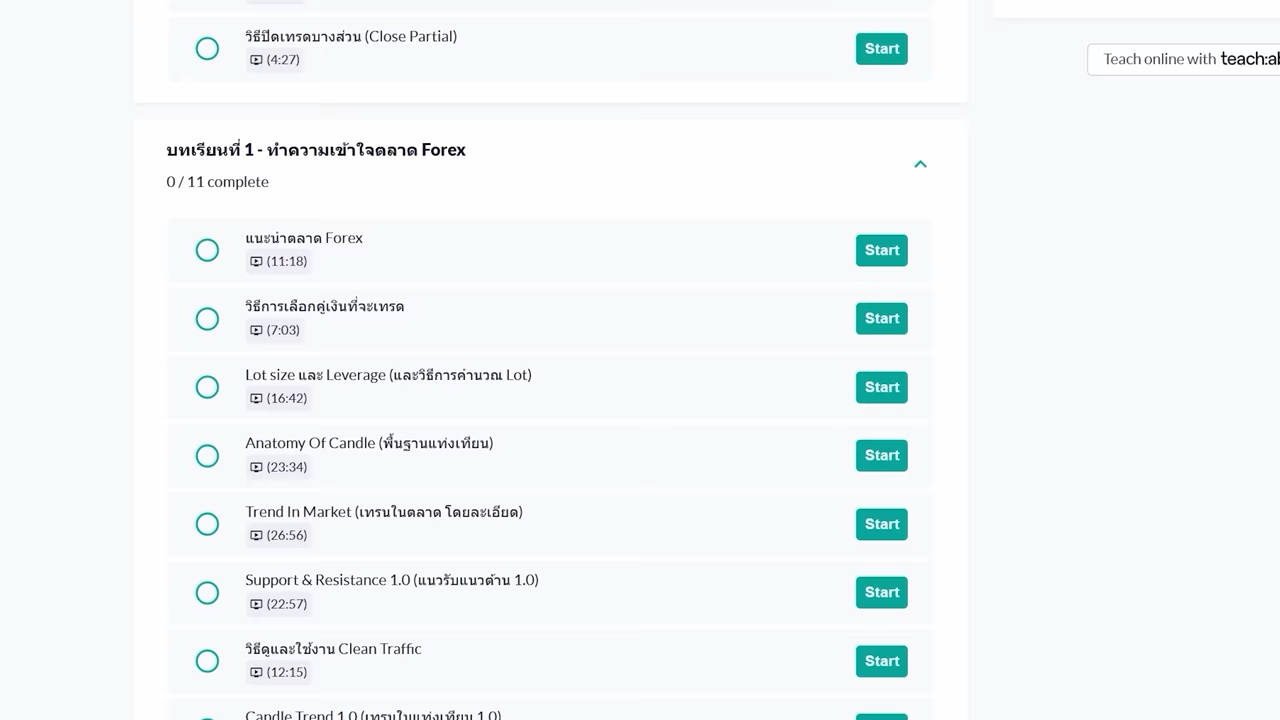 วิธีปิดเทรดบางส่วน (Close Partial)
(4:27)
Start
Teach online with teach:ab
บทเรียนที่ 1 - ทำความเข้าใจตลาด Forex
0 / 11 complete
แนะนำตลาด Forex
(11:18)
Start
วิธีการเลือกคู่เงินที่จะเทรด
(7:03)
Start
Lot size และ Leverage (และวิธีการคำนวณ Lot)
(16:42)
Start
Anatomy Of Candle (พื้นฐานแท่งเทียน)
(23:34)
Start
Trend In Market (เทรนในตลาด โดยละเอียด)
(26:56)
Start
Support & Resistance 1.0 (แนวรับแนวต้าน 1.0)
(22:57)
Start
วิธีดูและใช้งาน Clean Traffic
(12:15)
Start
Candle Trend 1.0 (เทรนในแท่งเทียน 1.0)